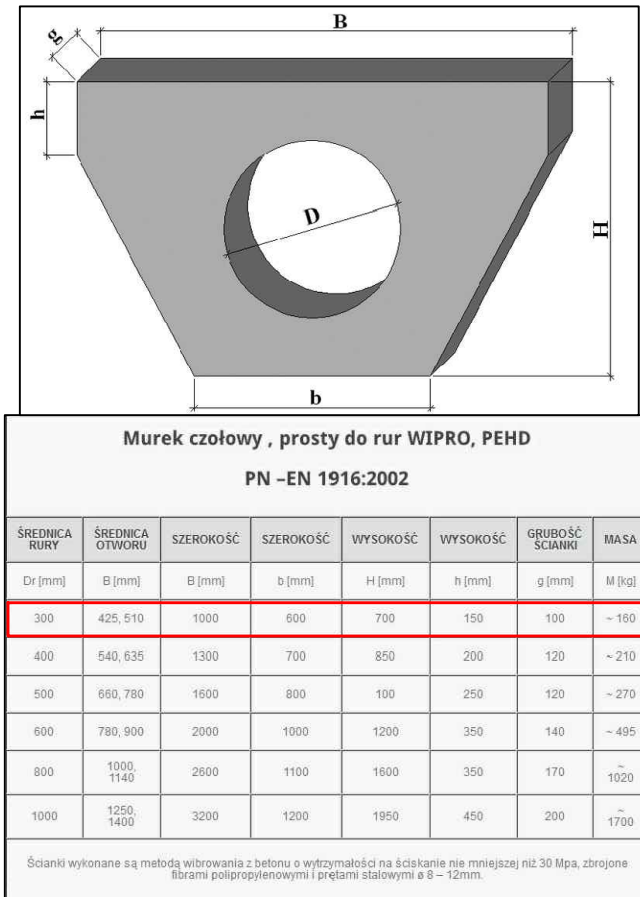 B
g
h
D
H
b
Murek czołowy , prosty do rur WIPRO, PEHD
PN –EN 1916:2002
ŚREDNICA RURY ŚREDNICA OTWORU SZEROKOŚĆ SZEROKOŚĆ WYSOKOŚĆ WYSOKOŚĆ GRUBOŚĆ ŚCIANKI MASA
Dr [mm] B [mm] B [mm] b [mm] H [mm] h [mm] g [mm] M [kg]
300 425, 510 1000 600 700 150 100 ~ 160
400 540, 635 1300 700 850 200 120 ~ 210
500 660, 780 1600 800 100 250 120 ~ 270
600 780, 900 2000 1000 1200 350 140 ~ 495
800 1000, 1140 2600 1100 1600 350 170 ~ 1020
1000 1250, 1400 3200 1200 1950 450 200 ~ 1700
Ścianki wykonane są metodą wibrowania z betonu o wytrzymałości na ściskanie nie mniejszej niż 30 Mpa, zbrojone
fibrami polipropylenowymi i prętami stalowymi ø 8 – 12mm.